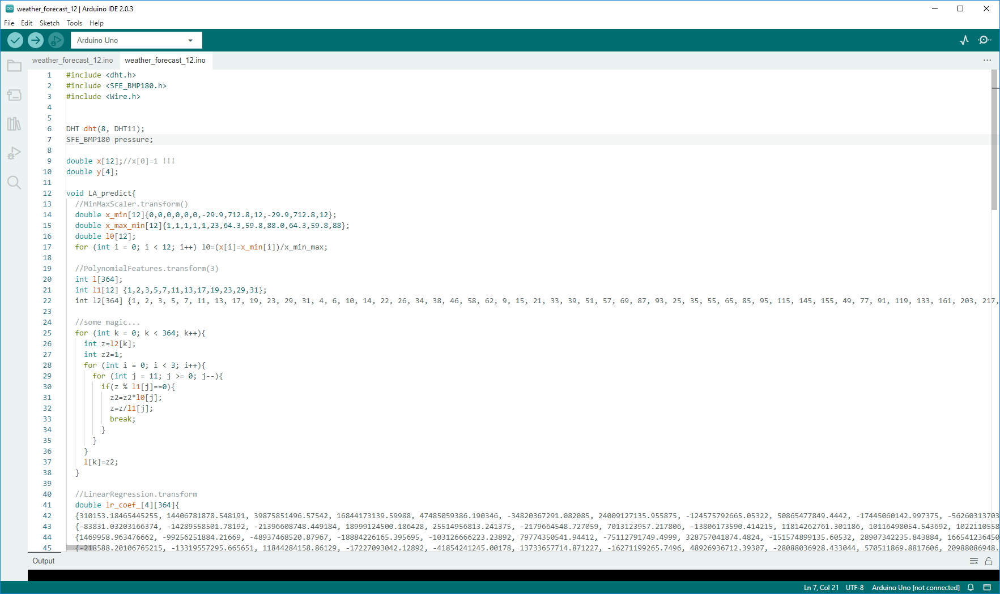 weather_forecast_12 | Arduino IDE 2.0.3
File Edit Sketch Tools Help
Arduino Uno
weather_forecast_12.ino weather_forecast_12.ino
1 #include <dht.h>
2 #include <SFE_BMP180.h>
3 #include <Wire.h>
4
5
6 DHT dht(8, DHT11);
7 SFE_BMP180 pressure;
8
9 double x[12];//x[0]=1 !!!
10 double y[4];
11
12 void LA_predict{
13 //MinMaxScaler.transform()
14 double x_min[12]{0,0,0,0,0,0,-29.9,712.8,12,-29.9,712.8,12};
15 double x_max_min[12]{1,1,1,1,1,23,64.3,59.8,88.0,64.3,59.8,88};
16 double l0[12];
17 for (int i = 0; i < 12; i++) l0=(x[i]=x_min[i])/x_min_max;
18
19 //PolynomialFeatures.transform(3)
20 int l[364];
21 int l1[12] {1,2,3,5,7,11,13,17,19,23,29,31};
22 int l2[364] {1, 2, 3, 5, 7, 11, 13, 17, 19, 23, 29, 31, 4, 6, 10, 14, 22, 26, 34, 38, 46, 58, 62, 9, 15, 21, 33, 39, 51, 57, 69, 87, 93, 25, 35, 55, 65, 85, 95, 115, 145, 155, 49, 77, 91, 119, 133, 161, 203, 217,
23
24 //some magic...
25 for (int k = 0; k < 364; k++){
26 int z=l2[k];
27 int z2=1;
28 for (int i = 0; i < 3; i++){
29 for (int j = 11; j >= 0; j--){
30 if(z % l1[j]==0){
31 z2=z2*l0[j];
32 z=z/l1[j];
33 break;
34 }
35 }
36 }
37 l[k]=z2;
38 }
39
40 //LinearRegression.transform
41 double lr_coef_[4][364]{
42 {310153.18465445255, 14406781878.548191, 39875851496.57542, 16844173139.59988, 47485059386.190346, -34820367291.082085, 24009127135.955875, -124575792665.05322, 50865477849.4442, -17445060142.997375, -56260313703
43 {-83831.03203166374, -14289558501.78192, -21396608748.449184, 18999124500.186428, 25514956813.241375, -2179664548.727059, 7013123957.217806, -13806173590.414215, 11814262761.301186, 10116498054.543692, 1022110558
44 {1469958.963476662, -99256251884.21669, -48937468520.87967, -18884226165.395695, -103126666223.23892, 79774350541.94412, -75112791749.4999, 328757041874.4824, -151574899135.60532, 28907342235.843884, 166541236450
45 {-218588.20106765215, -13319557295.665651, 11844284158.86129, -17227093042.12892, -41854241245.00178, 13733657714.871227, -16271199265.7496, 48926936712.39307, -28088036928.433044, 570511869.8817606, 20988086948.
Output
Ln 7, Col 21 UTF-8 Arduino Uno [not connected]